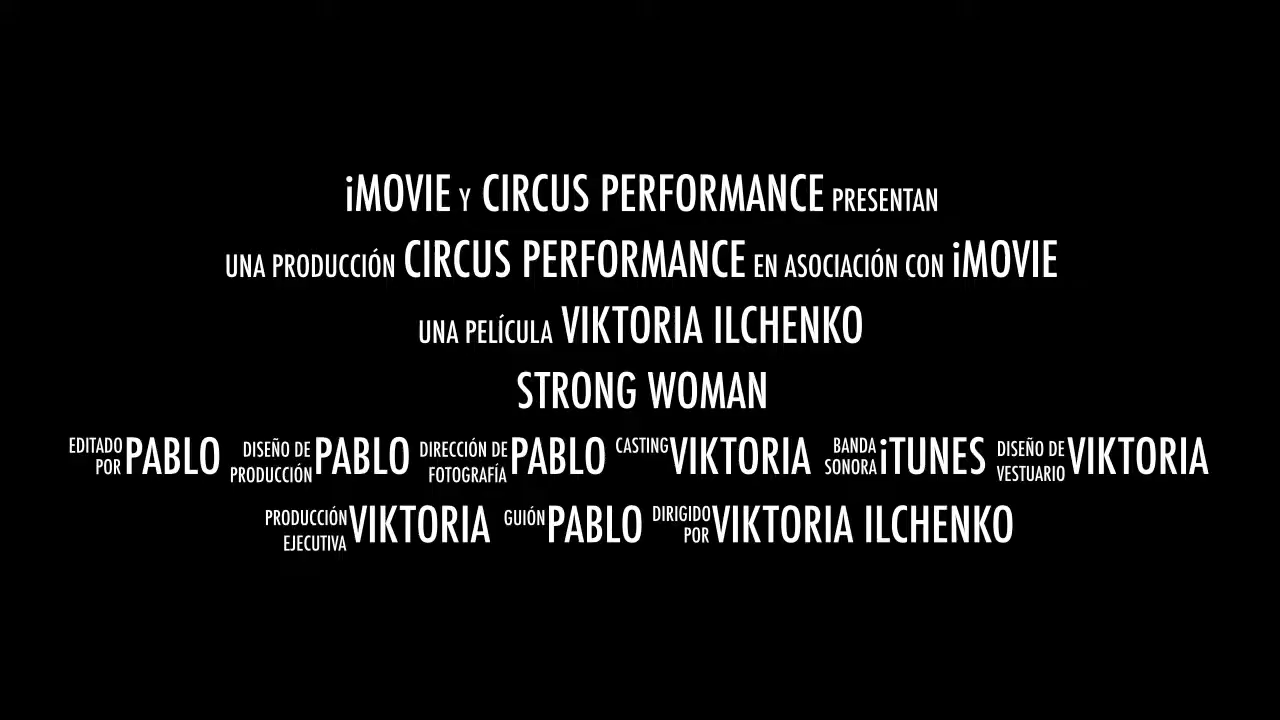 iMOVIE Y CIRCUS PERFORMANCE PRESENTAN
UNA PRODUCCIÓN CIRCUS PERFORMANCE EN ASOCIACIÓN CON iMOVIE
UNA PELÍCULA VIKTORIA ILCHENKO
STRONG WOMAN
EDITADO POR PABLO DISEÑO DE PRODUCCIÓN PABLO DIRECCIÓN DE FOTOGRAFÍA PABLO CASTING VIKTORIA BANDA SONORA iTUNES DISEÑO DE VESTUARIO VIKTORIA
PRODUCCIÓN EJECUTIVA VIKTORIA GUIÓN PABLO DIRIGIDO POR VIKTORIA ILCHENKO